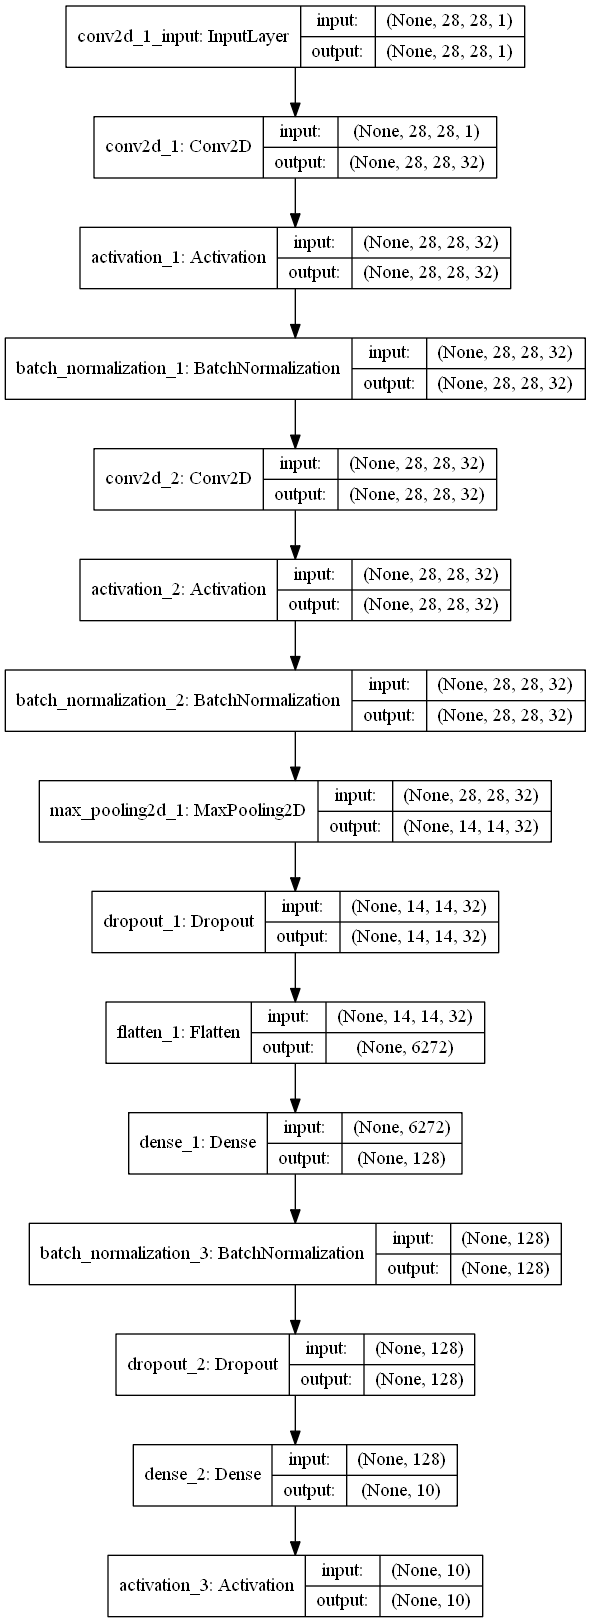 conv2d_1_input: InputLayer
input:
(None, 28, 28, 1)
output:
(None, 28, 28, 1)
conv2d_1: Conv2D
input:
(None, 28, 28, 1)
output:
(None, 28, 28, 32)
activation_1: Activation
input:
(None, 28, 28, 32)
output:
(None, 28, 28, 32)
batch_normalization_1: BatchNormalization
input:
(None, 28, 28, 32)
output:
(None, 28, 28, 32)
conv2d_2: Conv2D
input:
(None, 28, 28, 32)
output:
(None, 28, 28, 32)
activation_2: Activation
input:
(None, 28, 28, 32)
output:
(None, 28, 28, 32)
batch_normalization_2: BatchNormalization
input:
(None, 28, 28, 32)
output:
(None, 28, 28, 32)
max_pooling2d_1: MaxPooling2D
input:
(None, 28, 28, 32)
output:
(None, 14, 14, 32)
dropout_1: Dropout
input:
(None, 14, 14, 32)
output:
(None, 14, 14, 32)
flatten_1: Flatten
input:
(None, 14, 14, 32)
output:
(None, 6272)
dense_1: Dense
input:
(None, 6272)
output:
(None, 128)
batch_normalization_3: BatchNormalization
input:
(None, 128)
output:
(None, 128)
dropout_2: Dropout
input:
(None, 128)
output:
(None, 128)
dense_2: Dense
input:
(None, 128)
output:
(None, 10)
activation_3: Activation
input:
(None, 10)
output:
(None, 10)